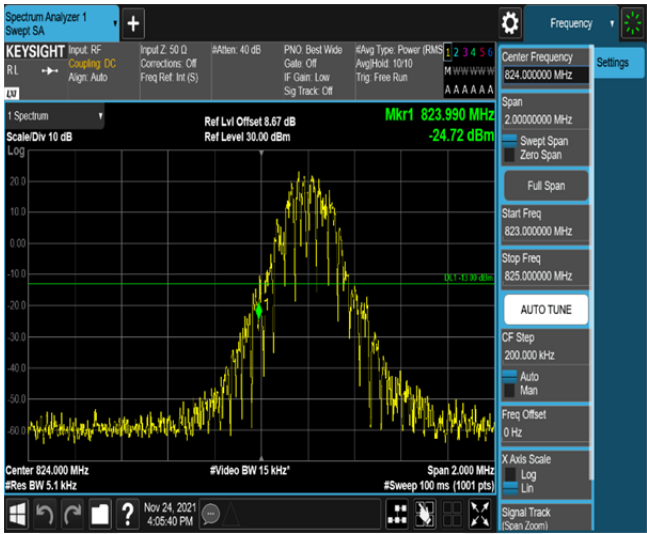 Spectrum Analyzer 1
Swept SA
Frequency
KEYSIGHT
RL
LXI
Input: RF
Coupling: DC
Align: Auto
Input Z: 50 Ω
Corrections: Off
Freq Ref: Int (S)
#Atten: 40 dB
PNO: Best Wide
Gate: Off
IF Gain: Low
Sig Track: Off
#Avg Type: Power (RMS
Avg|Hold: 10/10
Trig: Free Run
1 2 3 4 5 6
M W W W W W
A A A A A A
1 Spectrum
Scale/Div 10 dB
Log
Ref Lvl Offset 8.67 dB
Ref Level 30.00 dBm
Mkr1 823.990 MHz
-24.72 dBm
20.0
10.0
0.00
-10.0
-20.0
-30.0
-40.0
-50.0
-60.0
DL1 -13.00 dBm
Center 824.000 MHz
#Res BW 5.1 kHz
#Video BW 15 kHz*
Span 2.000 MHz
#Sweep 100 ms (1001 pts)
Center Frequency
824.000000 MHz
Span
2.00000000 MHz
Swept Span
Zero Span
Full Span
Start Freq
823.000000 MHz
Stop Freq
825.000000 MHz
AUTO TUNE
CF Step
200.000 kHz
Auto
Man
Freq Offset
0 Hz
X Axis Scale
Log
Lin
Signal Track
(Span Zoom)
Settings
Nov 24, 2021
4:05:40 PM